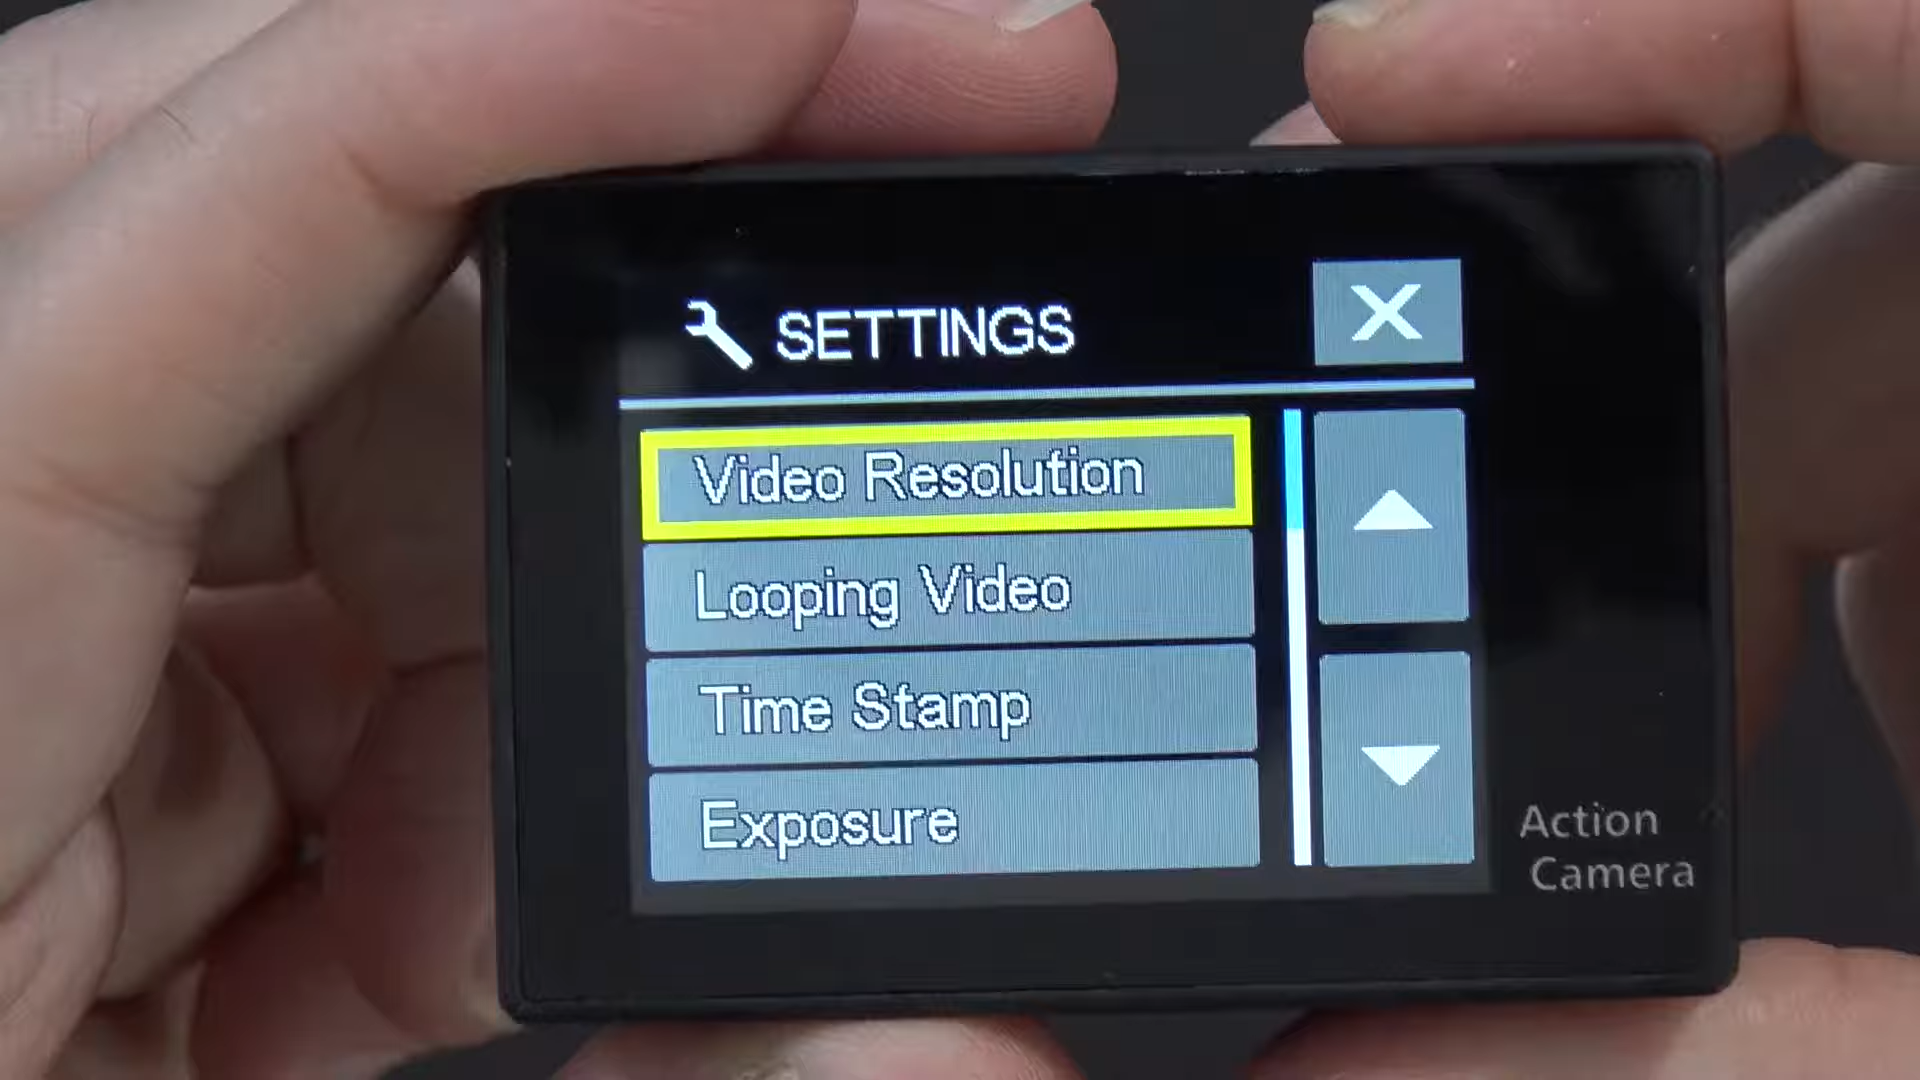 SETTINGS
X
Video Resolution
Looping Video
Time Stamp
Exposure
Action
Camera